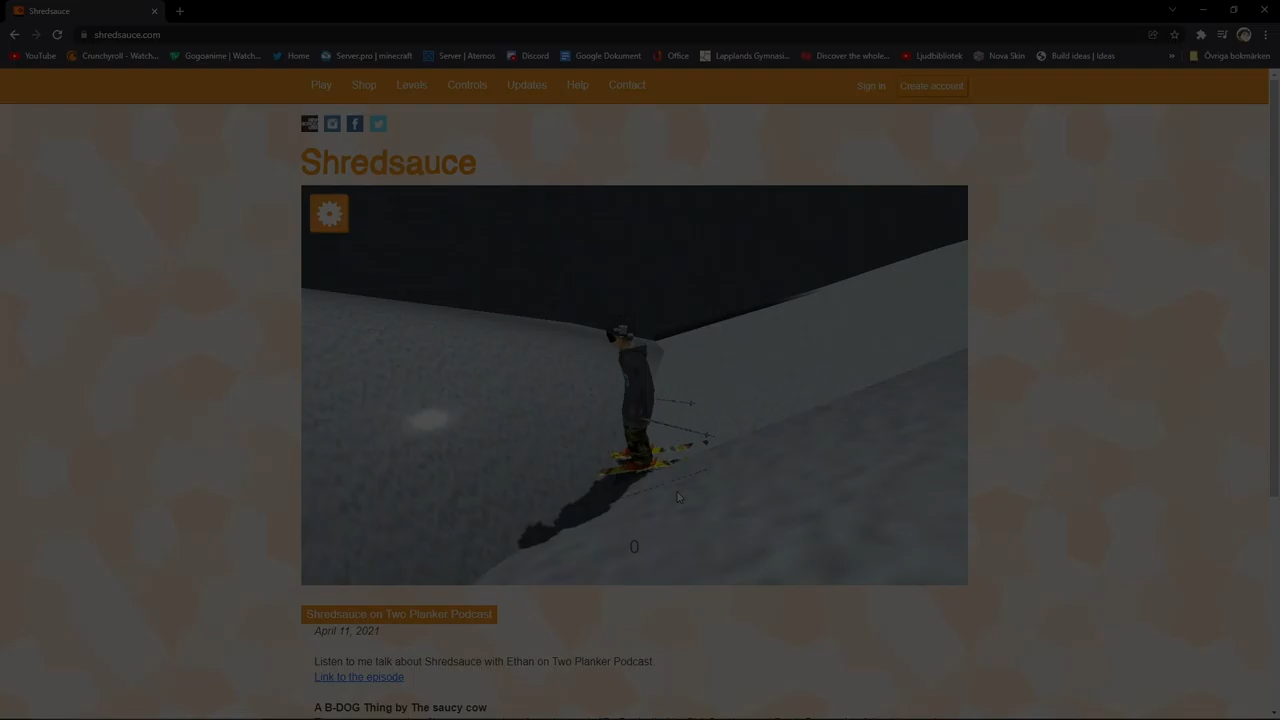 Shredsauce
shredsauce.com
YouTube Crunchyroll - Watch... Gogoanime | Watch... Home Server.pro | minecraft Server | Aternos Discord Google Dokument Office Lapplands Gymnasi... Discover the whole... Ljudbibliotek Nova Skin Build ideas | Ideas » Övriga bokmärken
Play Shop Levels Controls Updates Help Contact Sign in Create account
Shredsauce
0
Shredsauce on Two Planker Podcast
April 11, 2021
Listen to me talk about Shredsauce with Ethan on Two Planker Podcast.
Link to the episode
A B-DOG Thing by The saucy cow